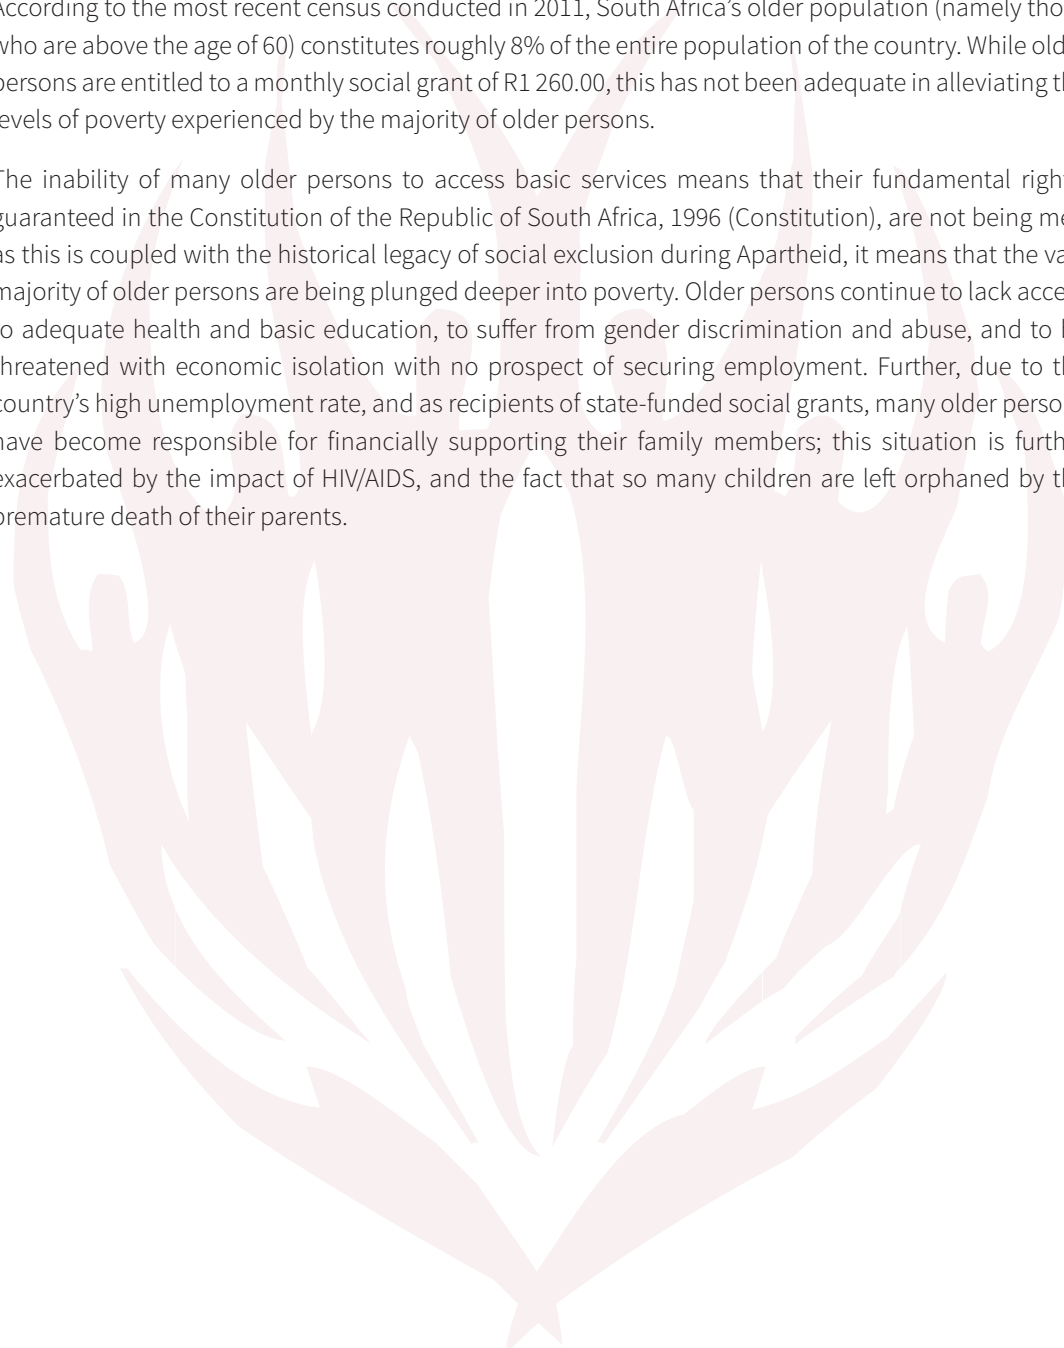 According to the most recent census conducted in 2011, South Africa's older population (namely tho
who are above the age of 60) constitutes roughly 8% of the entire population of the country. While old
persons are entitled to a monthly social grant of R1 260.00, this has not been adequate in alleviating th
levels of poverty experienced by the majority of older persons.
The inability of many older persons to access basic services means that their fundamental righ
guaranteed in the Constitution of the Republic of South Africa, 1996 (Constitution), are not being me
as this is coupled with the historical legacy of social exclusion during Apartheid, it means that the va
majority of older persons are being plunged deeper into poverty. Older persons continue to lack acce
to adequate health and basic education, to suffer from gender discrimination and abuse, and to b
threatened with economic isolation with no prospect of securing employment. Further, due to th
country's high unemployment rate, and as recipients of state-funded social grants, many older person
have become responsible for financially supporting their family members; this situation is furth
exacerbated by the impact of HIV/AIDS, and the fact that so many children are left orphaned by th
premature death of their parents.